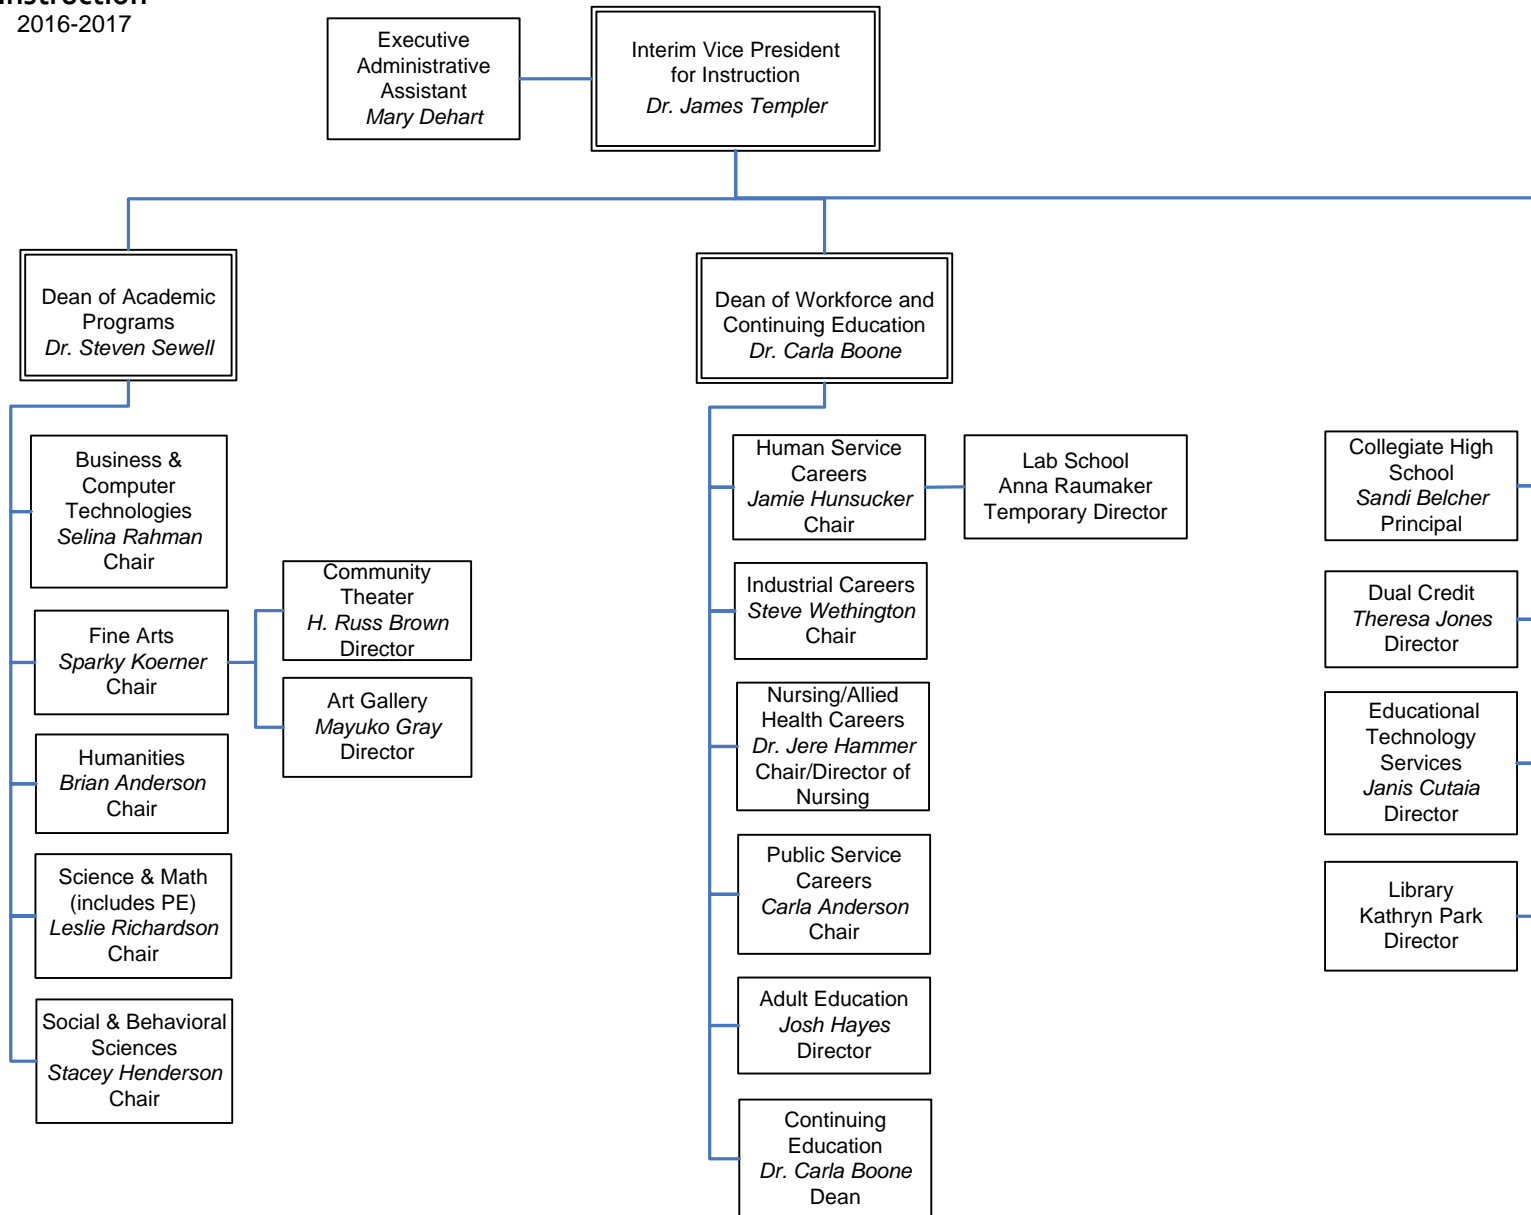 Instruction
2016-2017
Executive
Administrative
Assistant
Mary Dehart
Interim Vice President
for Instruction
Dr. James Templer
Dean of Academic
Programs
Dr. Steven Sewell
Dean of Workforce and
Continuing Education
Dr. Carla Boone
Business &
Computer
Technologies
Selina Rahman
Chair
Fine Arts
Sparky Koerner
Chair
Community
Theater
H. Russ Brown
Director
Art Gallery
Mayuko Gray
Director
Humanities
Brian Anderson
Chair
Science & Math
(includes PE)
Leslie Richardson
Chair
Social & Behavioral
Sciences
Stacey Henderson
Chair
Human Service
Careers
Jamie Hunsucker
Chair
Lab School
Anna Raumaker
Temporary Director
Industrial Careers
Steve Wethington
Chair
Nursing/Allied
Health Careers
Dr. Jere Hammer
Chair/Director of
Nursing
Public Service
Careers
Carla Anderson
Chair
Adult Education
Josh Hayes
Director
Continuing
Education
Dr. Carla Boone
Dean
Collegiate High
School
Sandi Belcher
Principal
Dual Credit
Theresa Jones
Director
Educational
Technology
Services
Janis Cutaia
Director
Library
Kathryn Park
Director